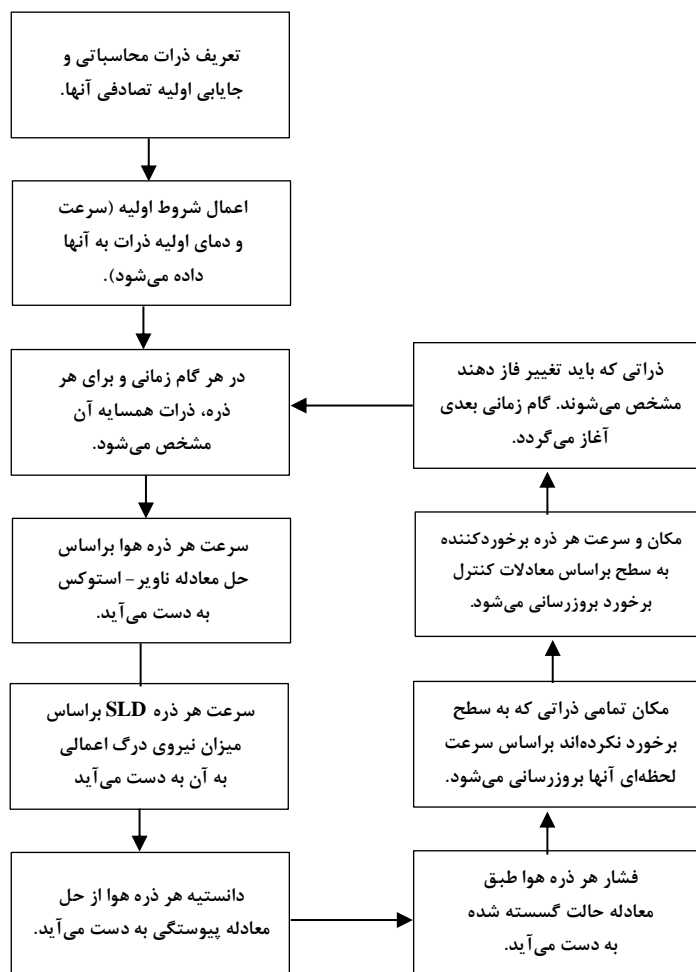 تعریف ذرات محاسباتی و
جایابی اولیه تصادفی آنها.
اعمال شروط اولیه (سرعت
و دمای اولیه ذرات به آنها
داده می‌شود).
در هر گام زمانی و برای هر
ذره، ذرات همسایه آن
مشخص می‌شود.
سرعت هر ذره هوا براساس
حل معادله ناویر – استوکس
به دست می‌آید.
سرعت هر ذره SLD براساس
میزان نیروی درگ اعمالی
به آن به دست می‌آید
دانستیه هر ذره هوا از حل
معادله پیوستگی به دست می‌آید.
فشار هر ذره هوا طبق
معادله حالت گسسته شده
به دست می‌آید.
مکان تمامی ذراتی که به سطح
برخورد نکرده‌اند براساس سرعت
لحظه‌ای آنها بروزرسانی می‌شود.
مکان و سرعت هر ذره برخوردکننده
به سطح براساس معادلات کنترل
برخورد بروزرسانی می‌شود.
ذراتی که باید تغییر فاز دهند
مشخص می‌شوند. گام زمانی بعدی
آغاز می‌گردد.